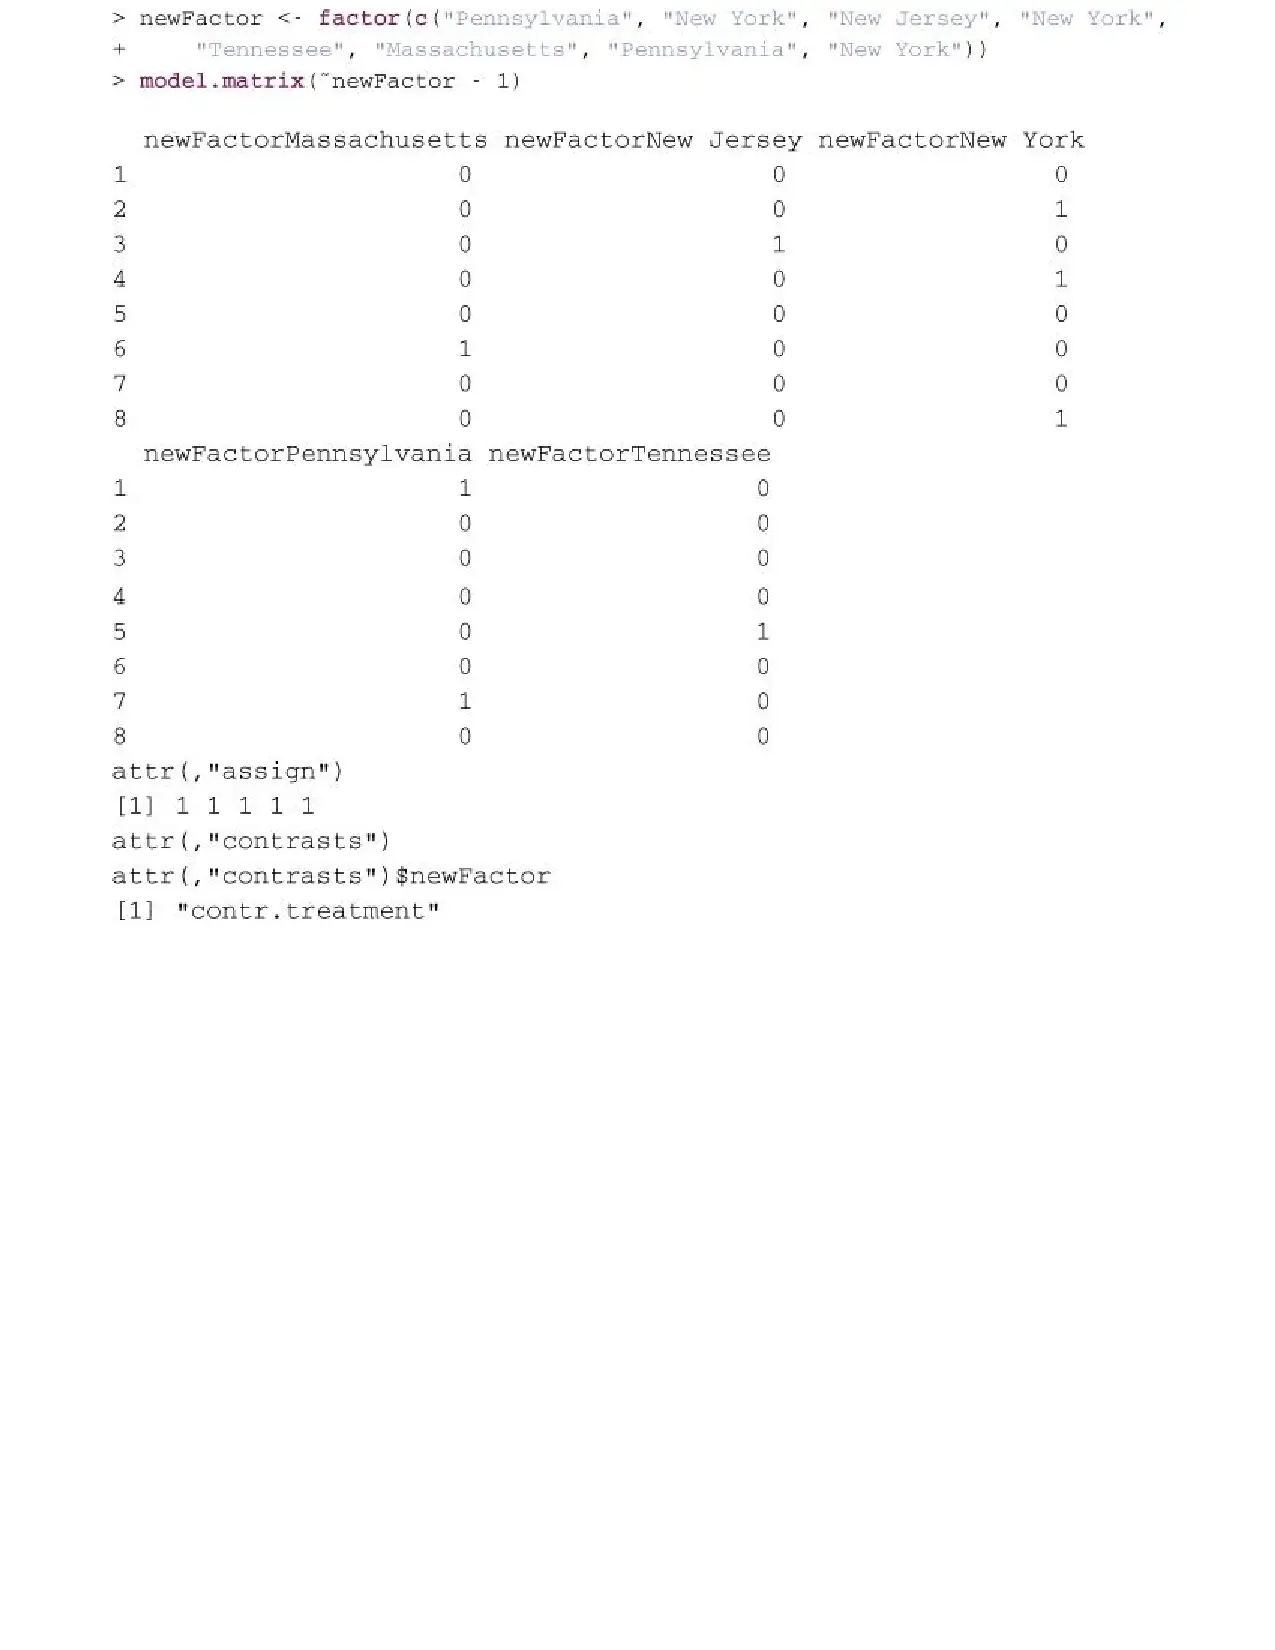 > newFactor <- factor(c("Pennsylvania", "New York", "New Jersey", "New York",
+ "Tennessee", "Massachusetts", "Pennsylvania", "New York"))
> model.matrix(~newFactor - 1)
newFactorMassachusetts newFactorNew Jersey newFactorNew York
1 0 0 0
2 0 0 1
3 0 1 0
4 0 0 1
5 0 0 0
6 1 0 0
7 0 0 0
8 0 0 1
newFactorPennsylvania newFactorTennessee
1 1 0
2 0 0
3 0 0
4 0 0
5 0 1
6 0 0
7 1 0
8 0 0
attr(,"assign")
[1] 1 1 1 1 1
attr(,"contrasts")
attr(,"contrasts")$newFactor
[1] "contr.treatment"